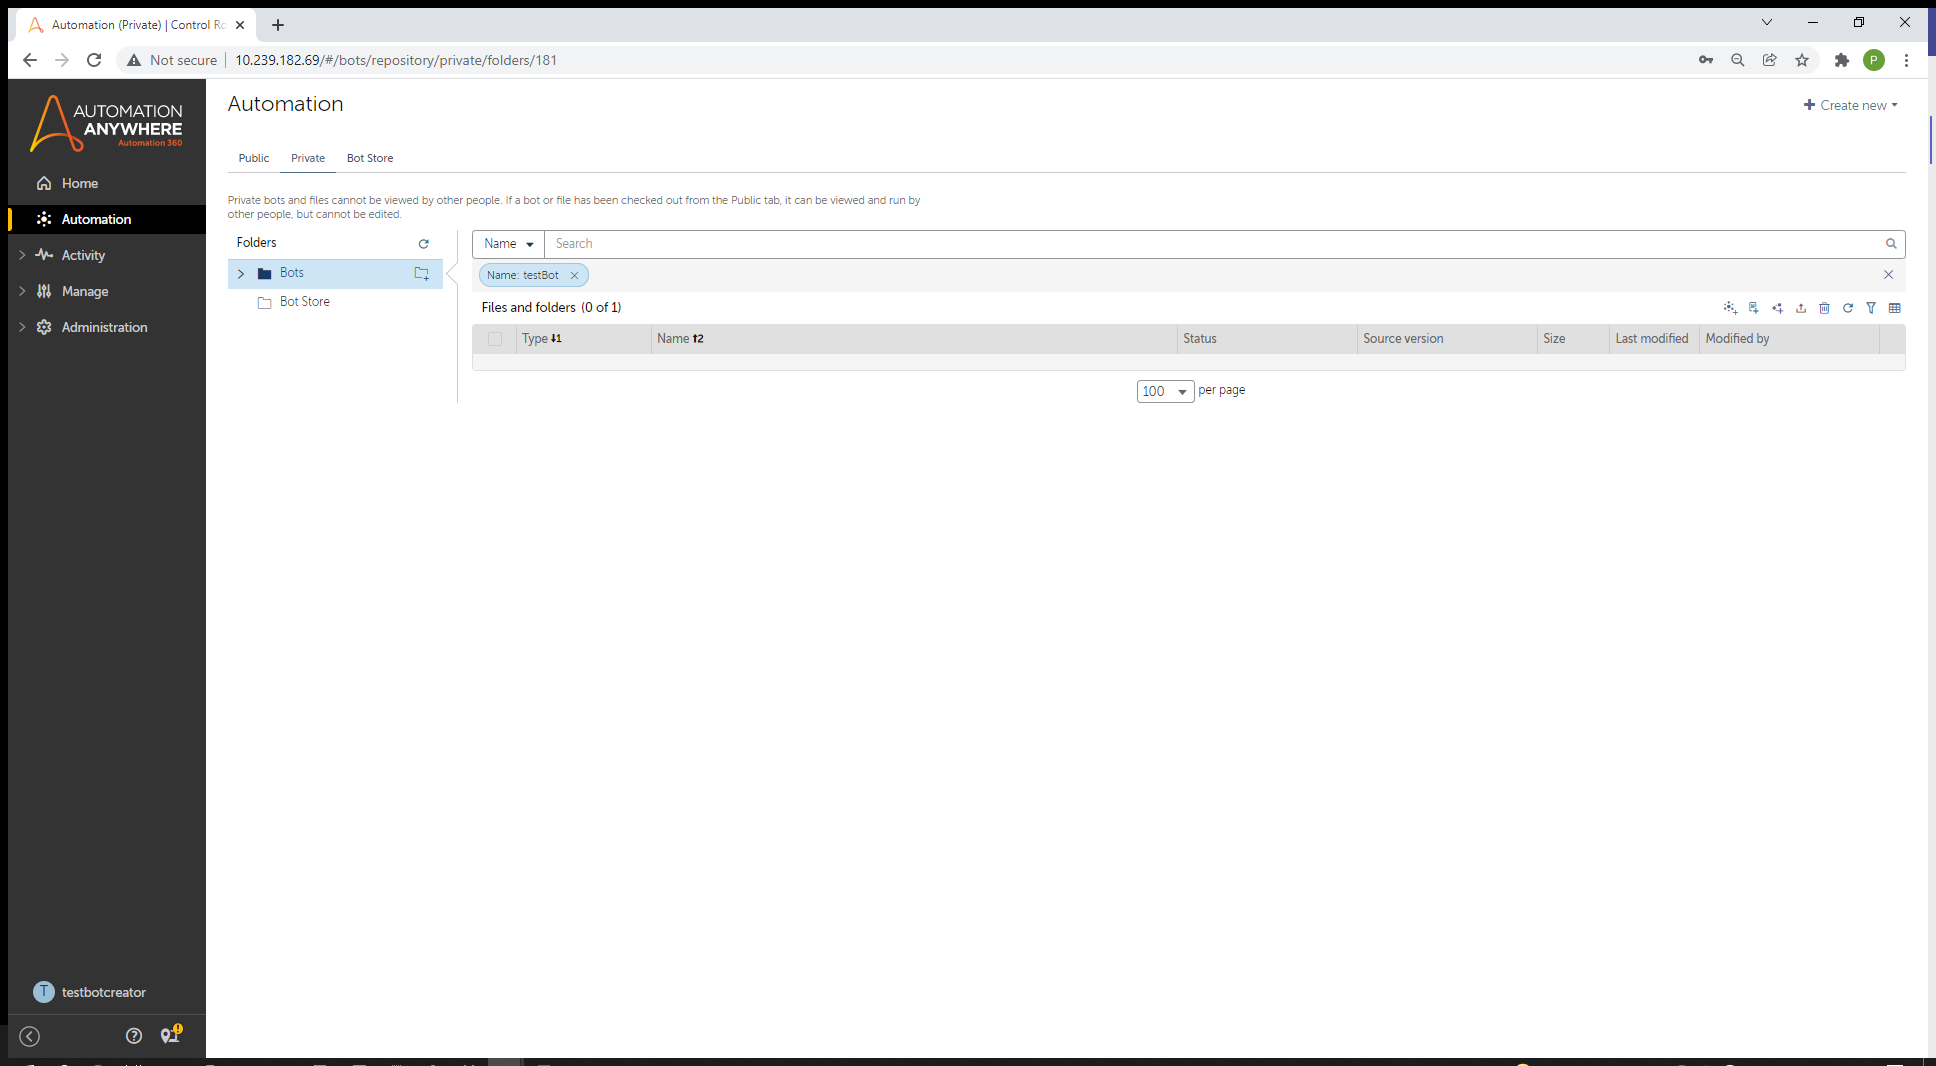 Automation (Private) | Control Ro
Not secure
10.239.182.69/#/bots/repository/private/folders/181
P
AUTOMATION
ANYWHERE
Automation 360
Home
Automation
Activity
Manage
Administration
testbotcreator
T
Automation
Create new
Public Private Bot Store
Private bots and files cannot be viewed by other people. If a bot or file has been checked out from the Public tab, it can be viewed and run by
other people, but cannot be edited.
Folders
Bots
Bot Store
Name Search
Name: testBot
Files and folders (0 of 1)
Type 1 Name 2 Status Source version Size Last modified Modified by
100 per page